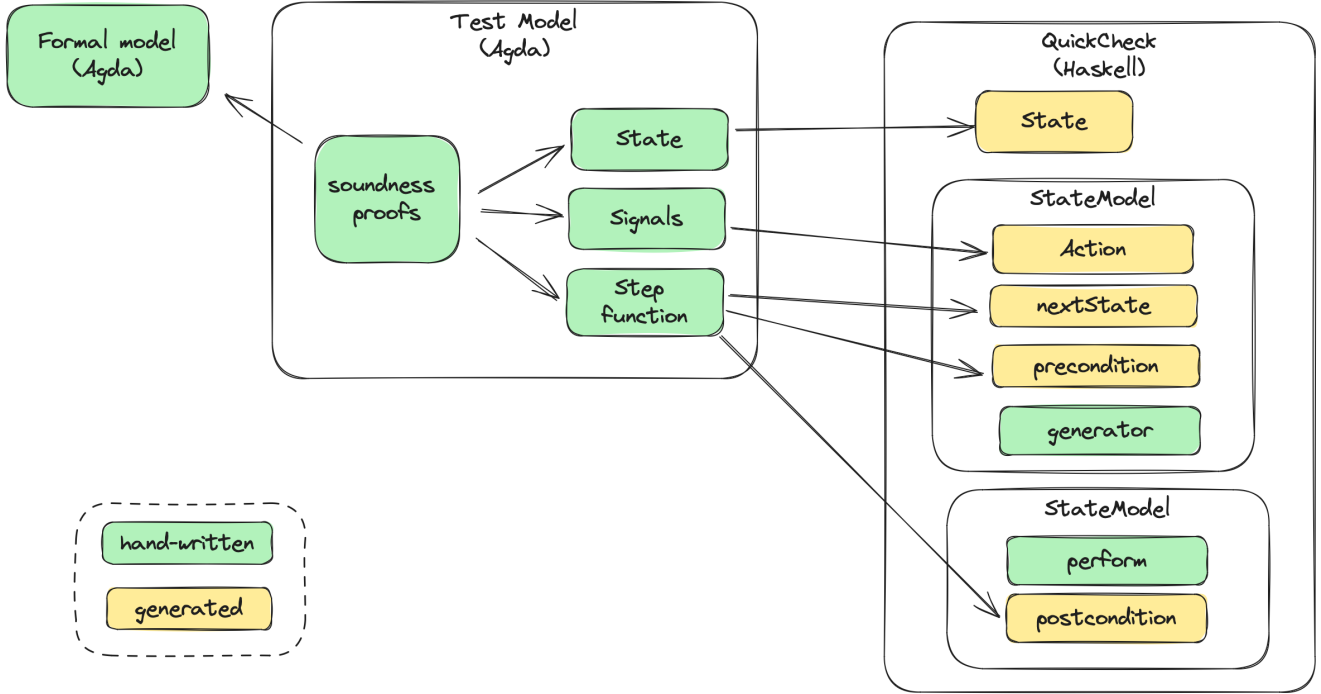 Formal model
(Agda)
Test Model
(Agda)
soundness
proofs
State
Signals
Step
function
QuickCheck
(Haskell)
State
StateModel
Action
nextState
precondition
generator
StateModel
perform
postcondition
hand-written
generated